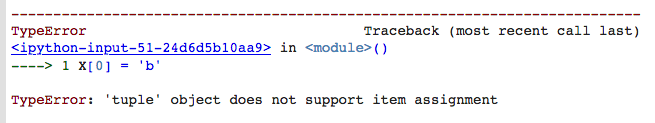 ---------------------------------------------------------------------------
TypeError                                 Traceback (most recent call last)
<ipython-input-51-24d6d5b10aa9> in <module>()
----> 1 X[0] = 'b'
TypeError: 'tuple' object does not support item assignment